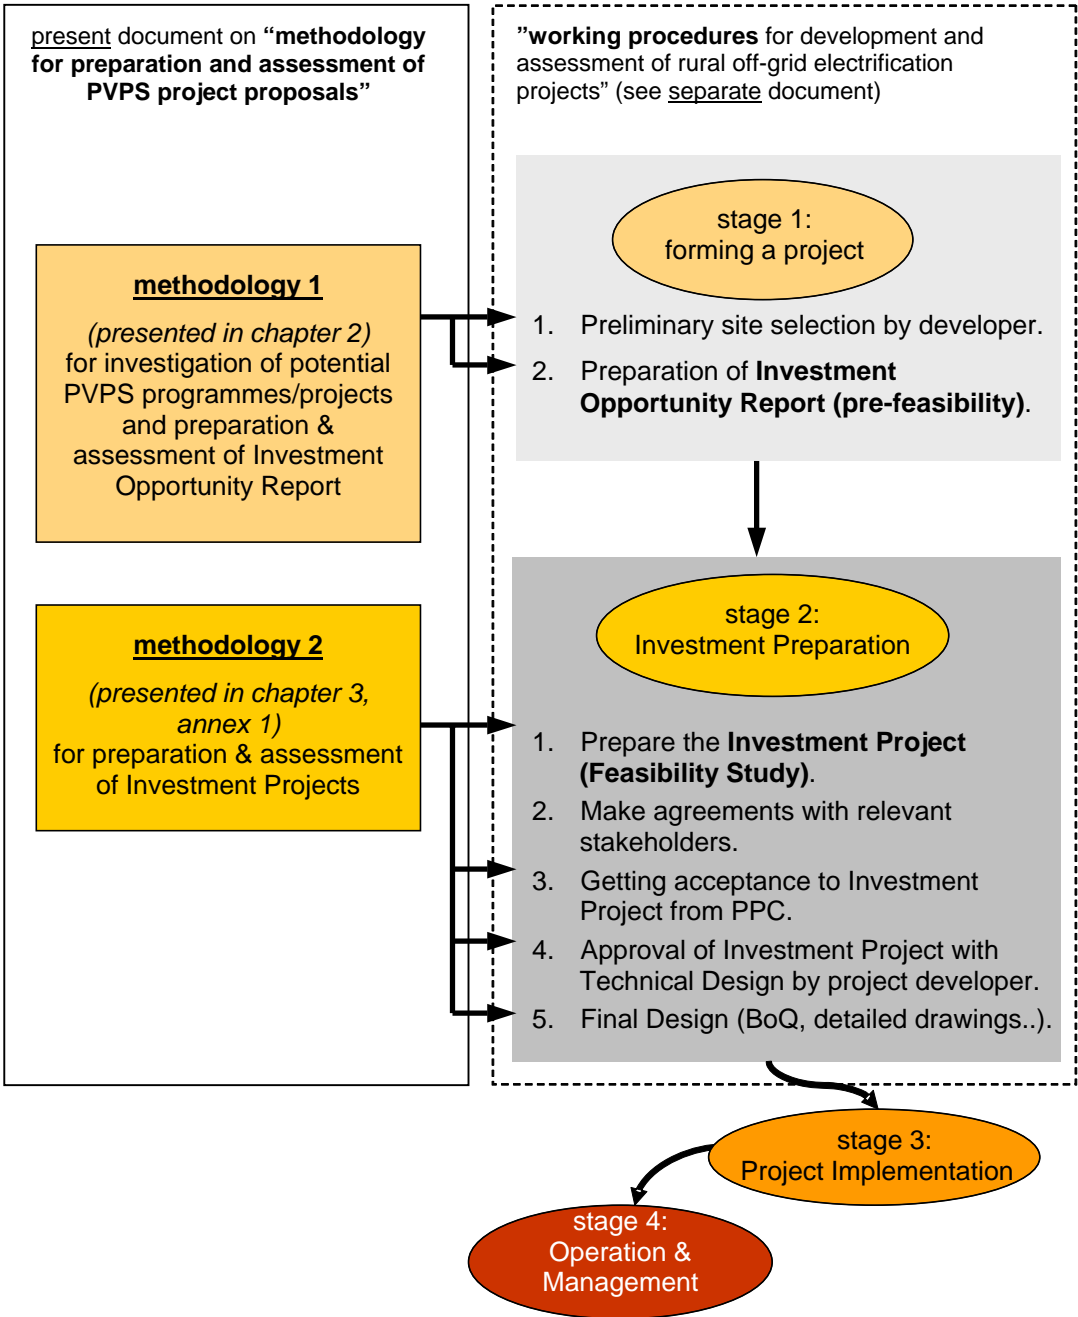 present document on “methodology
for preparation and assessment of
PVPS project proposals”
”working procedures for development and
assessment of rural off-grid electrification
projects” (see separate document)
methodology 1
(presented in chapter 2)
for investigation of potential
PVPS programmes/projects
and preparation &
assessment of Investment
Opportunity Report
stage 1:
forming a project
1. Preliminary site selection by developer.
2. Preparation of Investment
Opportunity Report (pre-feasibility).
methodology 2
(presented in chapter 3,
annex 1)
for preparation & assessment
of Investment Projects
stage 2:
Investment Preparation
1. Prepare the Investment Project
(Feasibility Study).
2. Make agreements with relevant
stakeholders.
3. Getting acceptance to Investment
Project from PPC.
4. Approval of Investment Project with
Technical Design by project developer.
5. Final Design (BoQ, detailed drawings..).
stage 3:
Project Implementation
stage 4:
Operation &
Management